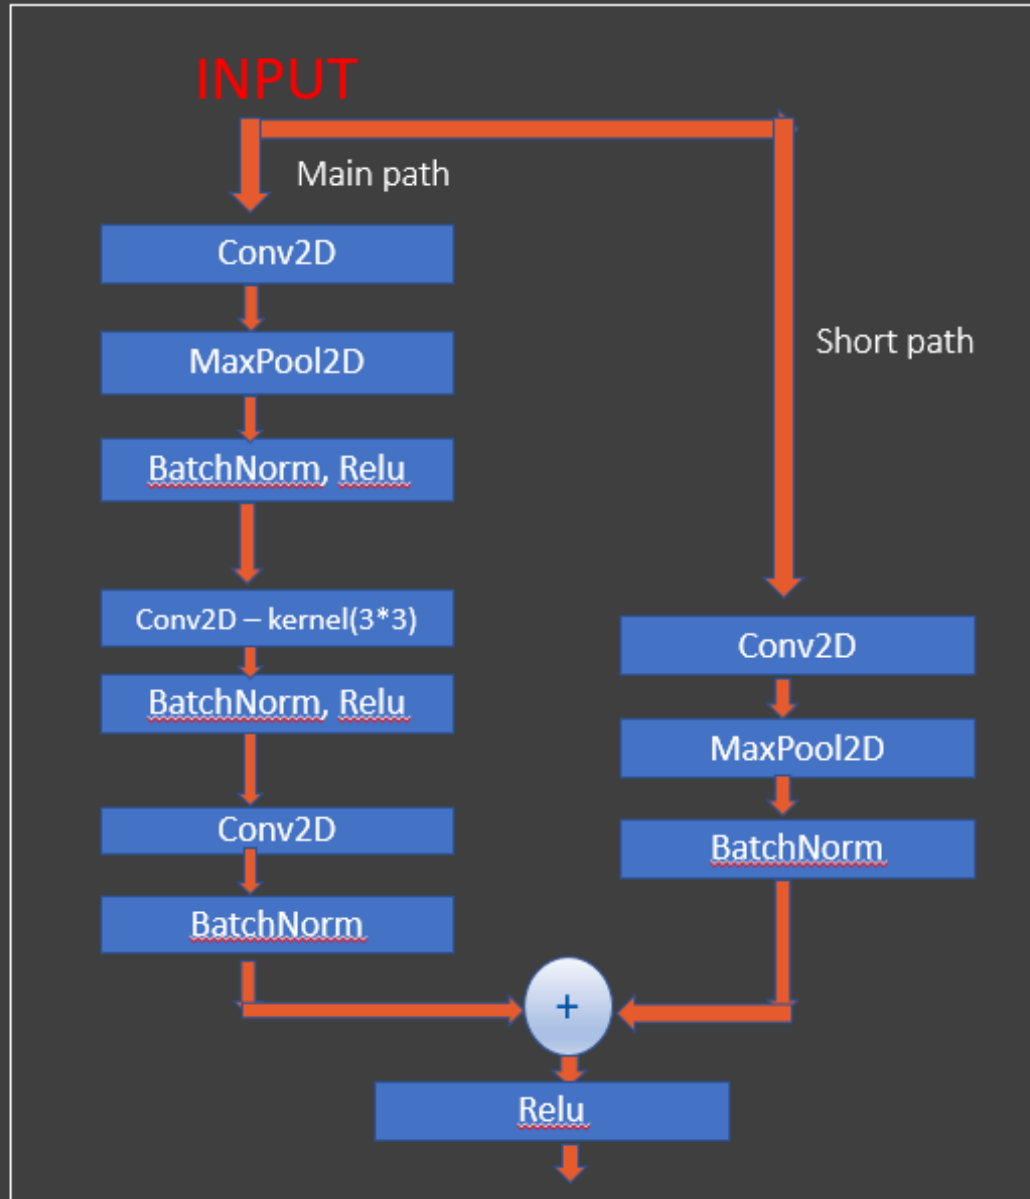 INPUT
Main path
Conv2D
MaxPool2D
BatchNorm, Relu
Conv2D – kernel(3*3)
BatchNorm, Relu
Conv2D
BatchNorm
Short path
Conv2D
MaxPool2D
BatchNorm
+
Relu